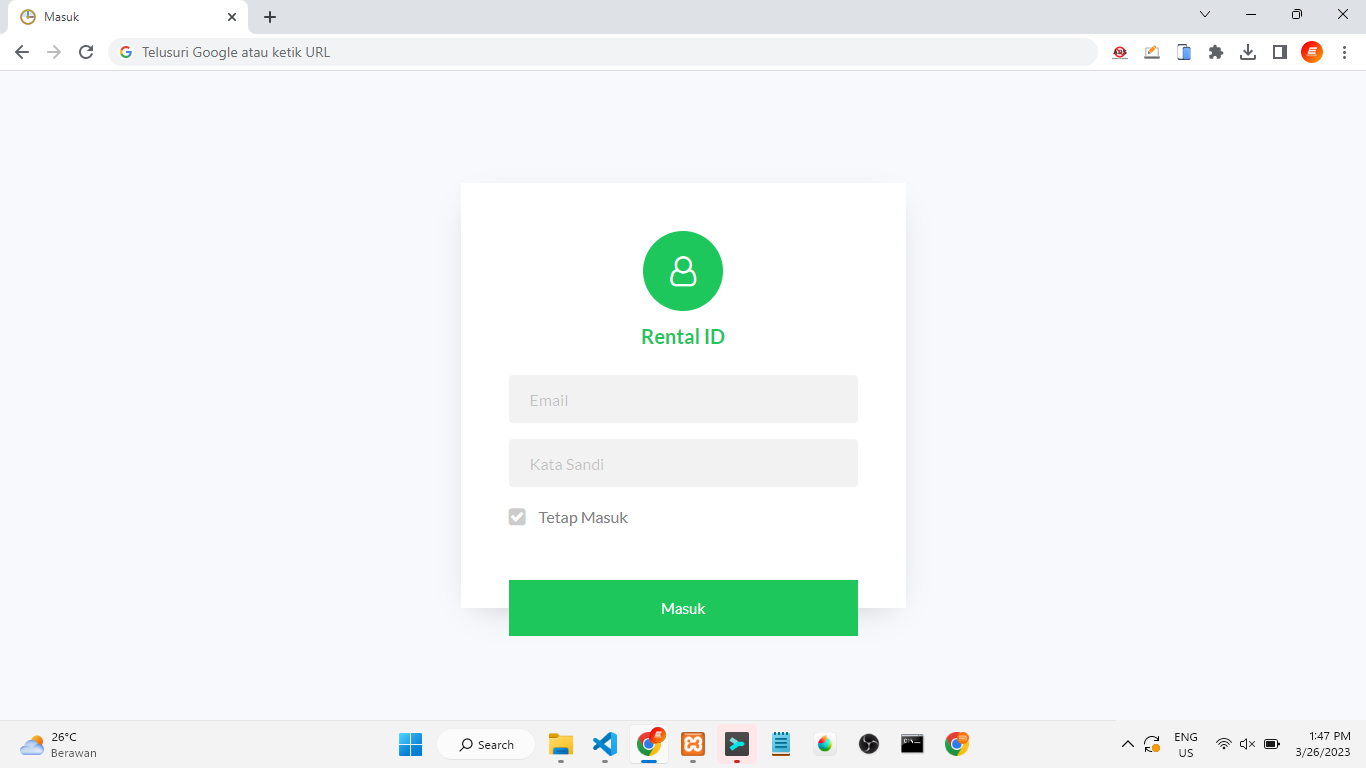 Masuk
Telusuri Google atau ketik URL
Rental ID
Email
Kata Sandi
Tetap Masuk
Masuk
26°C
Berawan
Search
ENG
US
1:47 PM
3/26/2023